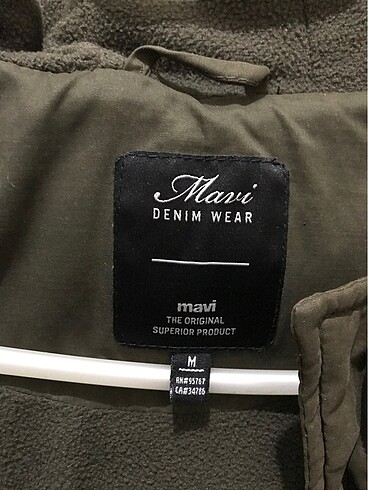 Mavi
DENIM WEAR
mavi
THE ORIGINAL
SUPERIOR PRODUCT
M
RN#95767
CA#34786